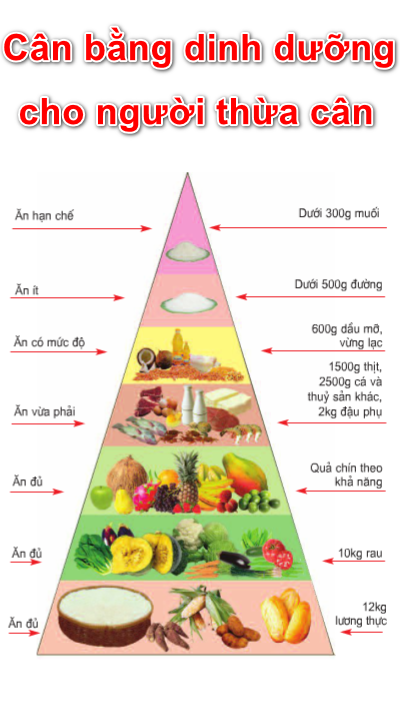 Cân bằng dinh dưỡng
cho người thừa cân
Ăn hạn chế
Dưới 300g muối
Ăn ít
Dưới 500g đường
Ăn có mức độ
600g dầu mỡ,
vừng lạc
Ăn vừa phải
1500g thịt,
2500g cá và
thuỷ sản khác,
2kg đậu phụ
Ăn đủ
Quả chín theo
khả năng
Ăn đủ
10kg rau
Ăn đủ
12kg
lương thực